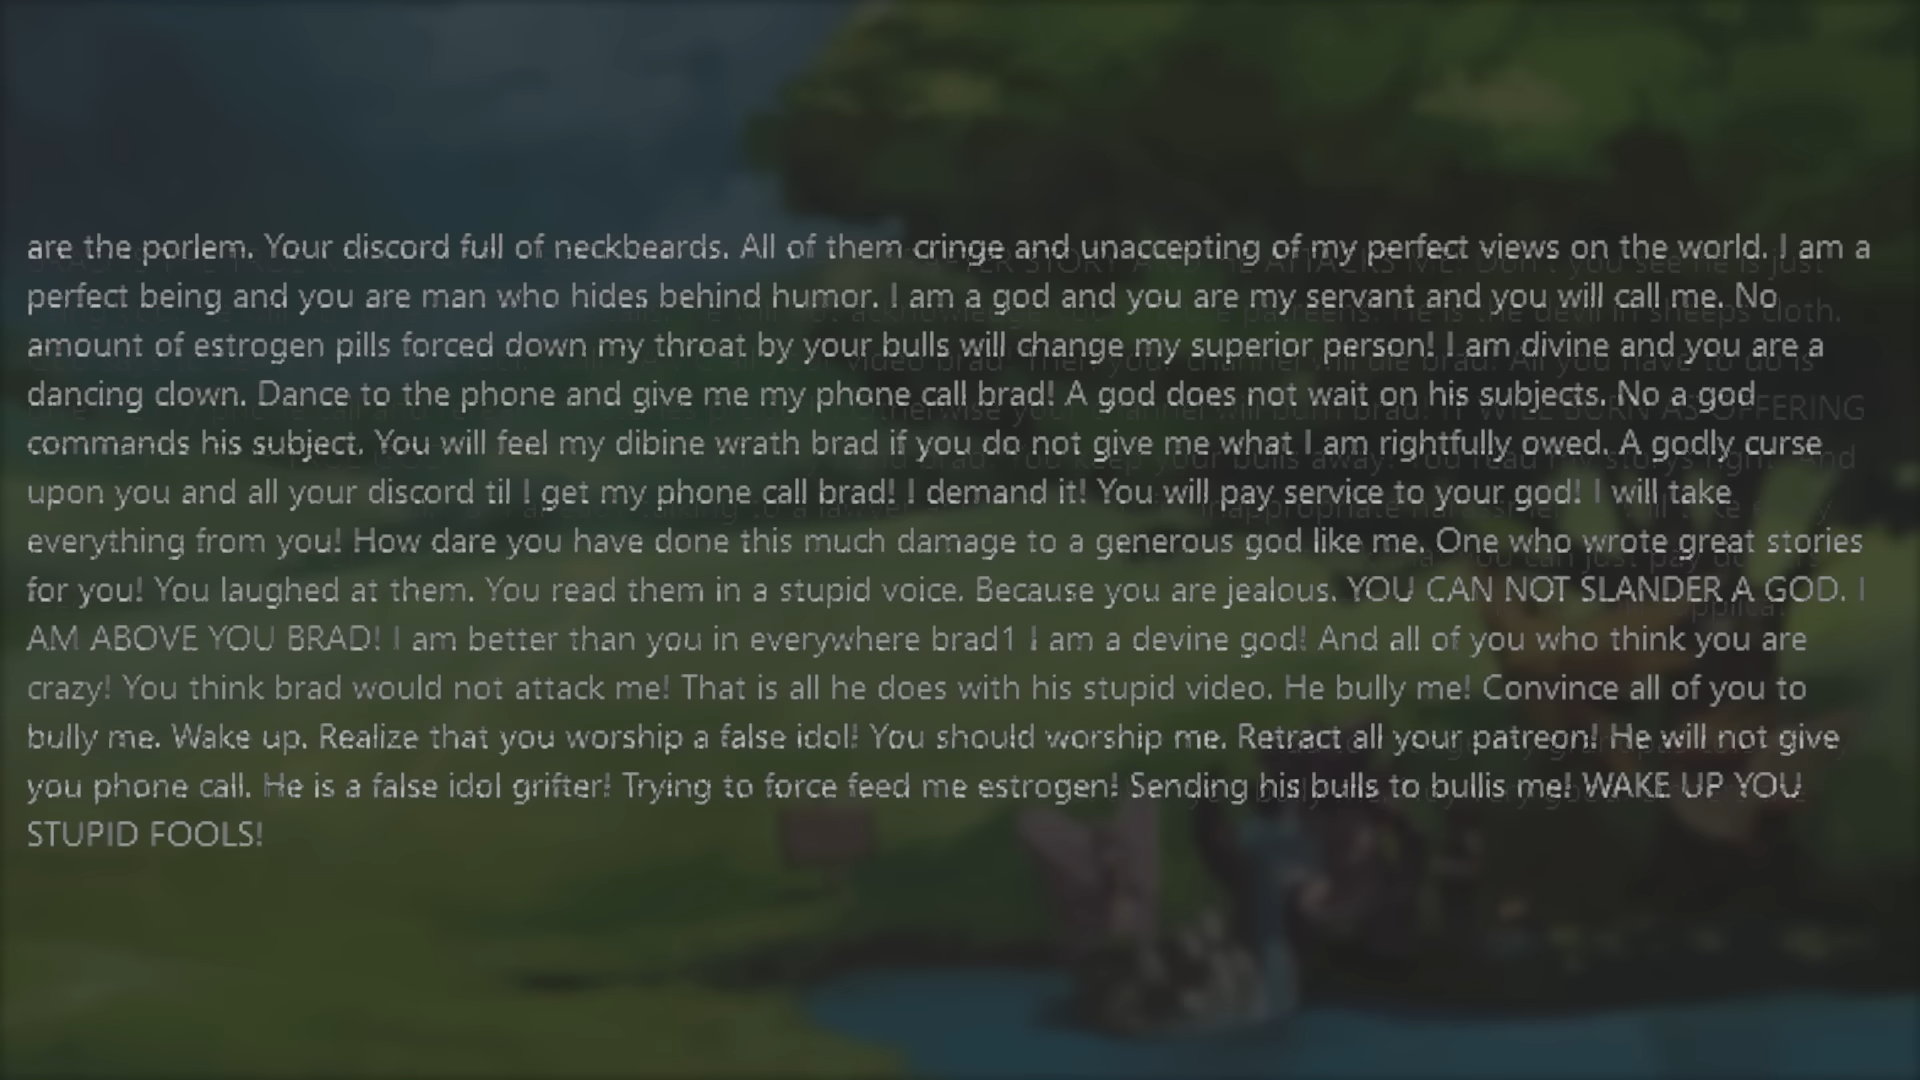 are the porlem. Your discord full of neckbeards. All of them cringe and unaccepting of my perfect views on the world. I am a
perfect being and you are man who hides behind humor. I am a god and you are my servant and you will call me. No
amount of estrogen pills forced down my throat by your bulls will change my superior person! I am divine and you are a
dancing clown. Dance to the phone and give me my phone call brad! A god does not wait on his subjects. No a god
commands his subject. You will feel my dibine wrath brad if you do not give me what I am rightfully owed. A godly curse
upon you and all your discord til I get my phone call brad! I demand it! You will pay service to your god! I will take
everything from you! How dare you have done this much damage to a generous god like me. One who wrote great stories
for you! You laughed at them. You read them in a stupid voice. Because you are jealous. YOU CAN NOT SLANDER A GOD. I
AM ABOVE YOU BRAD! I am better than you in everywhere brad1 I am a devine god! And all of you who think you are
crazy! You think brad would not attack me! That is all he does with his stupid video. He bully me! Convince all of you to
bully me. Wake up. Realize that you worship a false idol! You should worship me. Retract all your patreon! He will not give
you phone call. He is a false idol grifter! Trying to force feed me estrogen! Sending his bulls to bullis me! WAKE UP YOU
STUPID FOOLS!